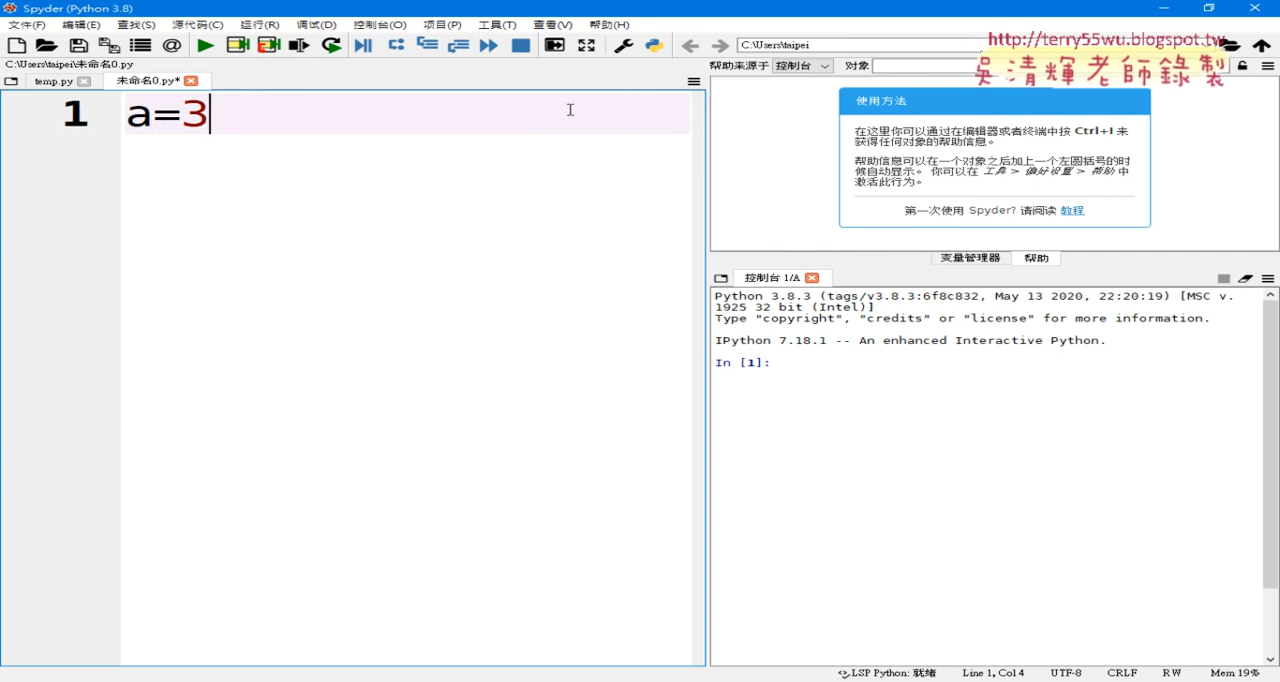 Spyder (Python 3.8)
文件(F) 编辑(E) 查找(S) 源代码(C) 运行(R) 调试(D) 控制台(O) 项目(P) 工具(T) 查看(V) 帮助(H)
C:\Users\taipei
http://terry55wu.blogspot.tw
吳清輝老師錄製
C:\Users\taipei\未命名0.py
帮助来源于 控制台 对象
temp.py 未命名0.py*
1 a=3
使用方法
在这里你可以通过在编辑器或者终端中按 Ctrl+I 来
获得任何对象的帮助信息。
帮助信息可以在一个对象之后加上一个左圆括号的时
候自动显示。 你可以在 工具 > 偏好设置 > 帮助 中
激活此行为。
第一次使用 Spyder? 请阅读 教程
变量管理器 帮助
控制台 1/A
Python 3.8.3 (tags/v3.8.3:6f8c832, May 13 2020, 22:20:19) [MSC v.
1925 32 bit (Intel)]
Type "copyright", "credits" or "license" for more information.
IPython 7.18.1 -- An enhanced Interactive Python.
In [1]:
LSP Python: 就绪 Line 1, Col 4 UTF-8 CRLF RW Mem 19%